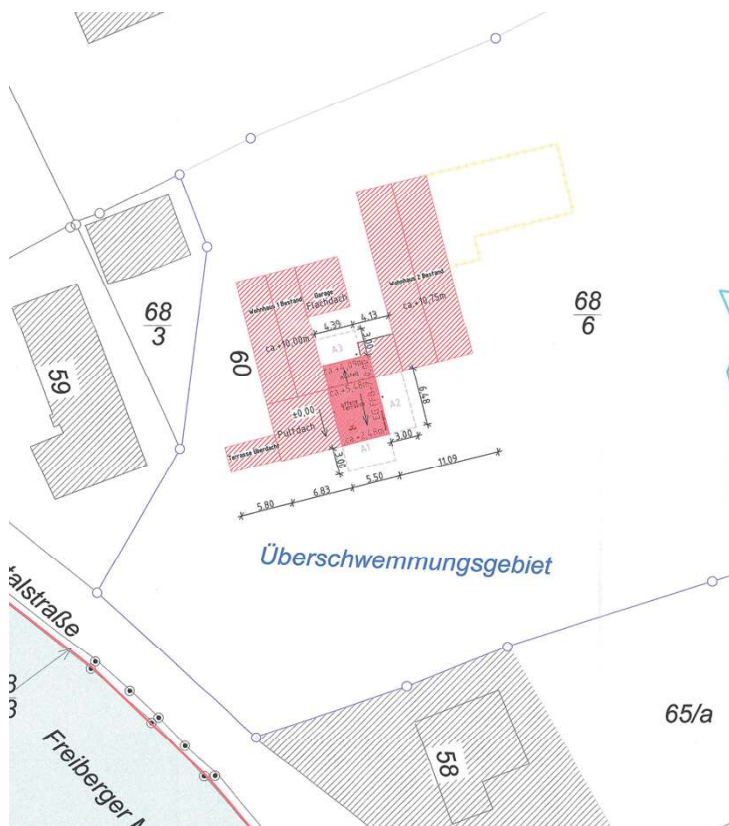 68
3
59
60
68
6
Wohnhaus 1 Bestand
Garage
Flachdach
Wohnhaus 2 Bestand
ca.+10,00m
ca.+10,75m
4.39
4.13
3.00
A3
±0,00
Pultdach
Terrasse überdacht
A2
6.48
3.00
A1
3.00
5.80
6.83
5.50
11.09
Überschwemmungsgebiet
talstraße
Freiberger M
58
65/a